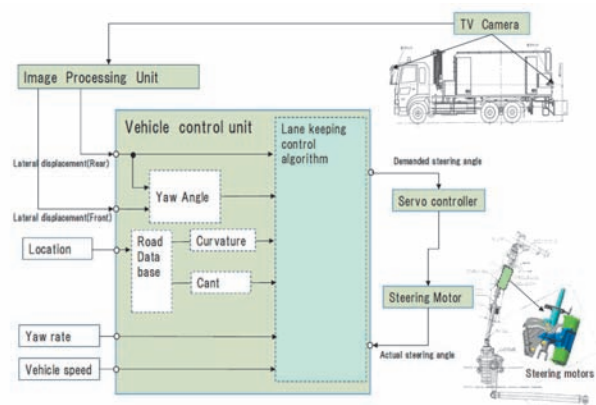 TV Camera
Image Processing Unit
Vehicle control unit
Lane keeping
control
algorithm
Lateral displacement(Rear)
Demanded steering angle
Yaw Angle
Servo controller
Lateral displacement(Front)
Location
Road
Data
base
Curvature
Cant
Steering Motor
Yaw rate
Actual steering angle
Vehicle speed
Steering motors